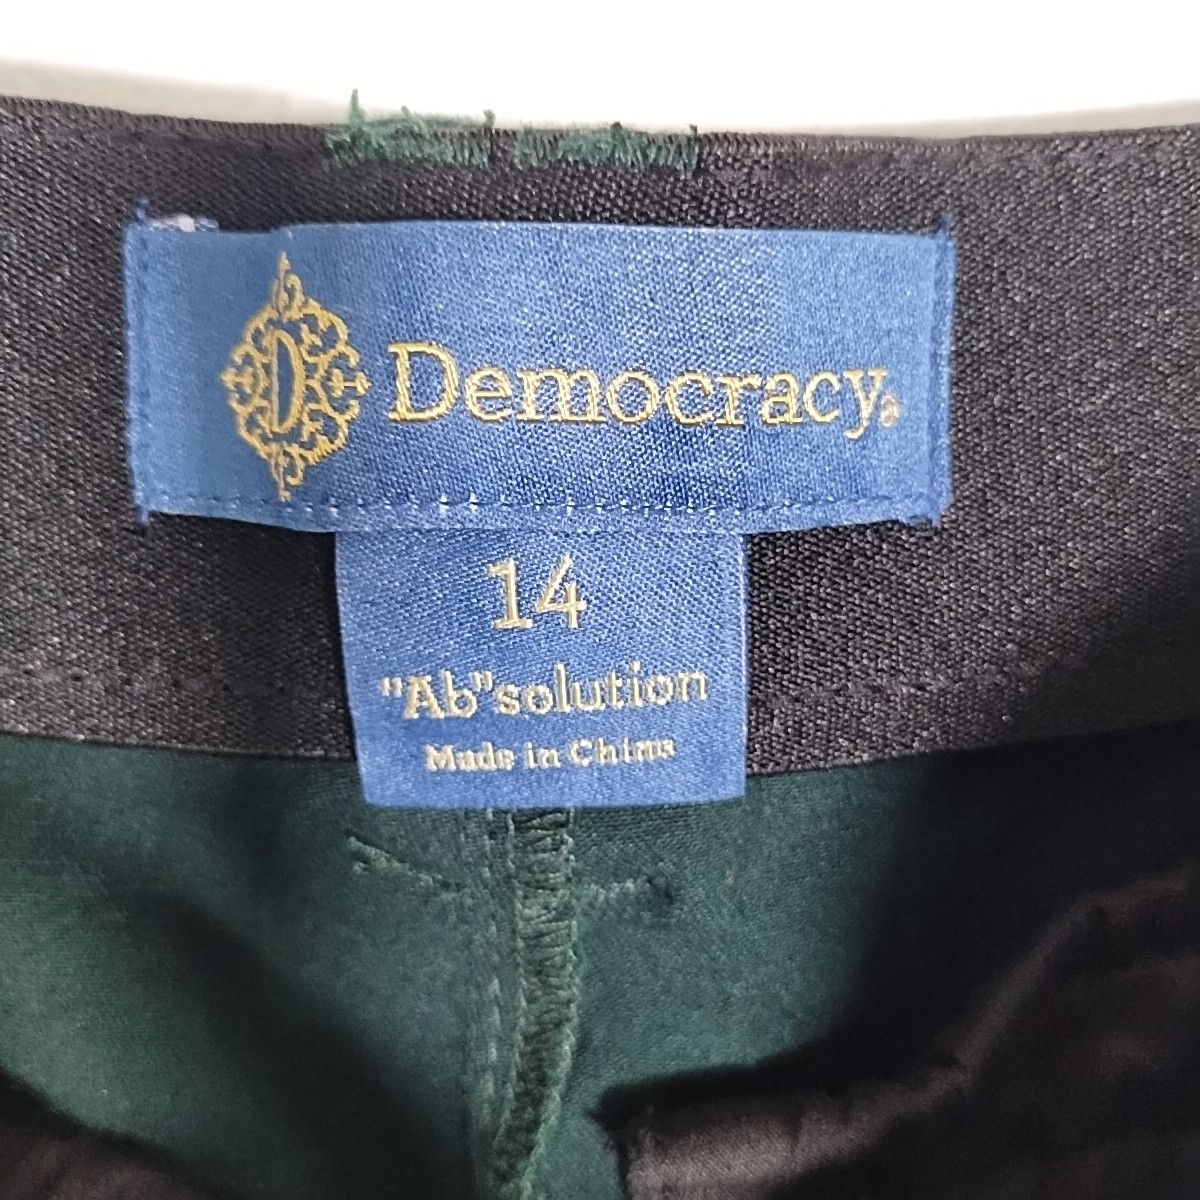 D Democracy®
14
"Ab"solution
Made in China